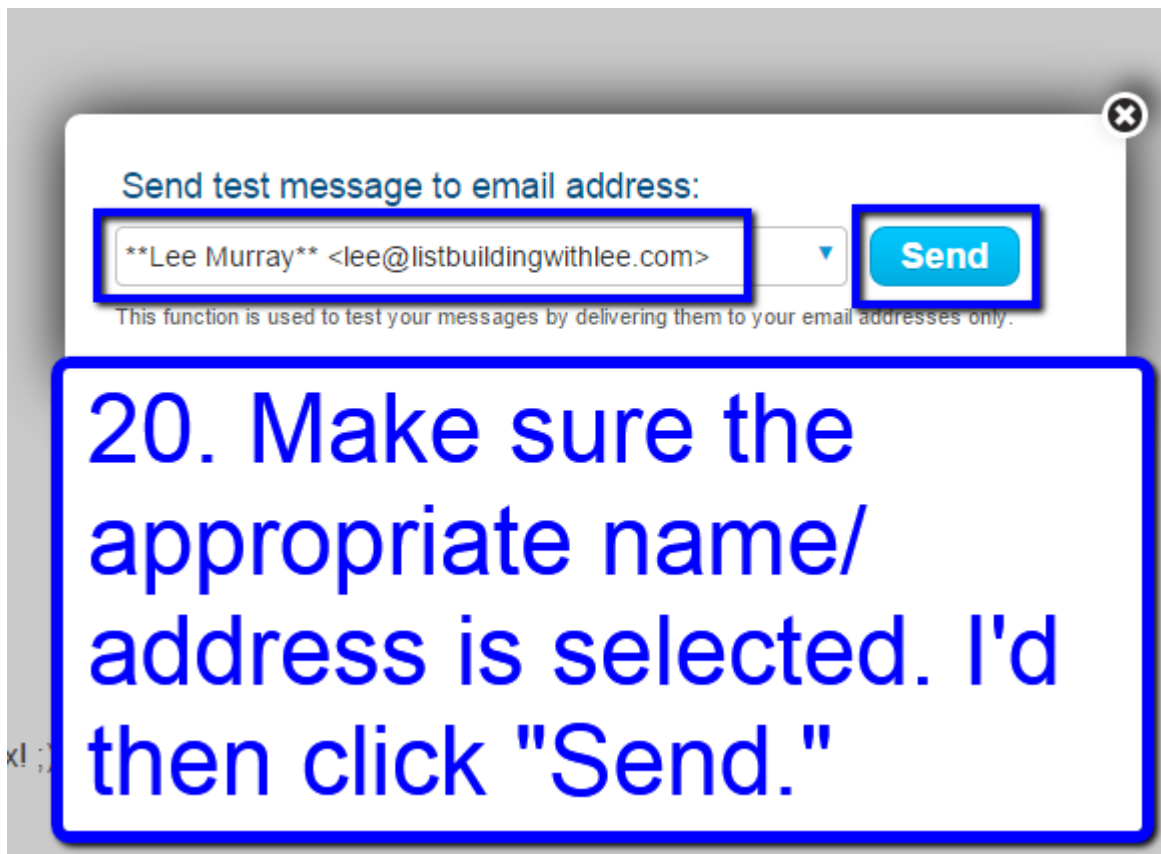 Send test message to email address:
**Lee Murray** <lee@listbuildingwithlee.com>
Send
This function is used to test your messages by delivering them to your email addresses only.
20. Make sure the
appropriate name/
address is selected. I'd
then click "Send."
x! ;)